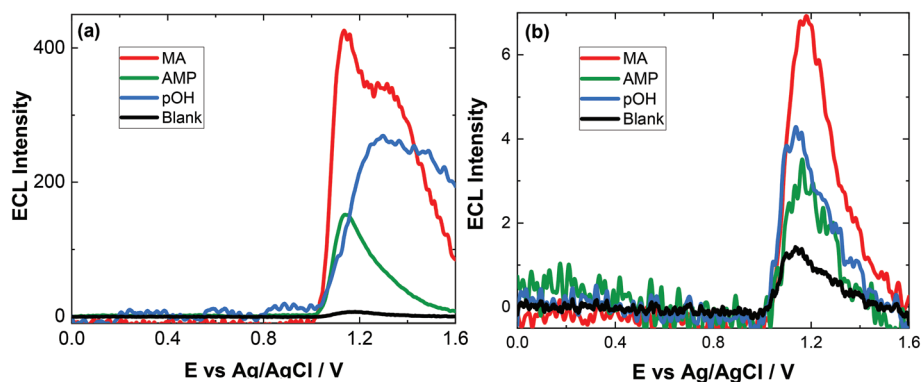 (a)
MA
AMP
pOH
Blank
400
200
0
ECL Intensity
0.0 0.4 0.8 1.2 1.6
E vs Ag/AgCl / V
(b)
MA
AMP
pOH
Blank
6
4
2
0
ECL Intensity
0.0 0.4 0.8 1.2 1.6
E vs Ag/AgCl / V